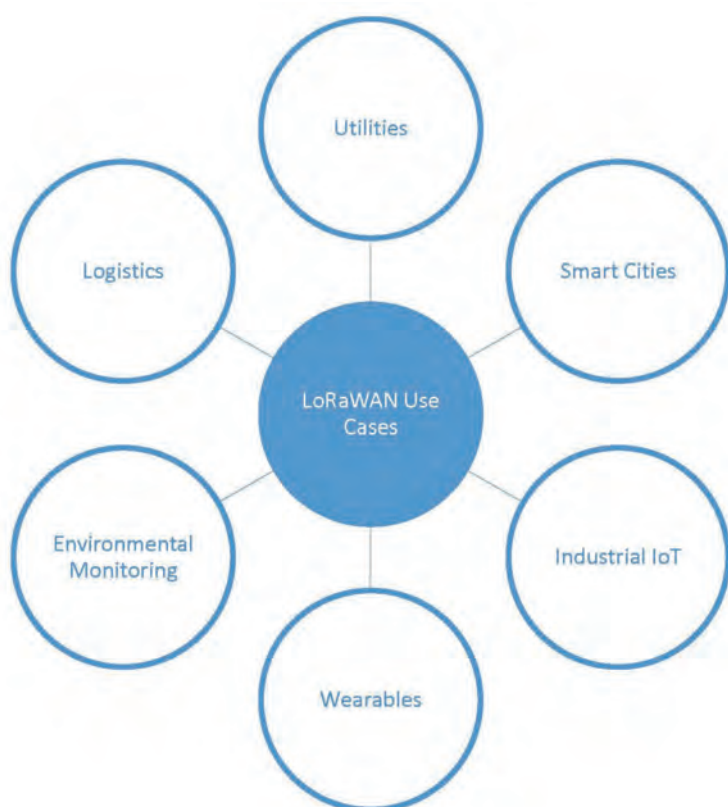 Utilities
Logistics
Smart Cities
LoRaWAN Use
Cases
Environmental
Monitoring
Industrial IoT
Wearables